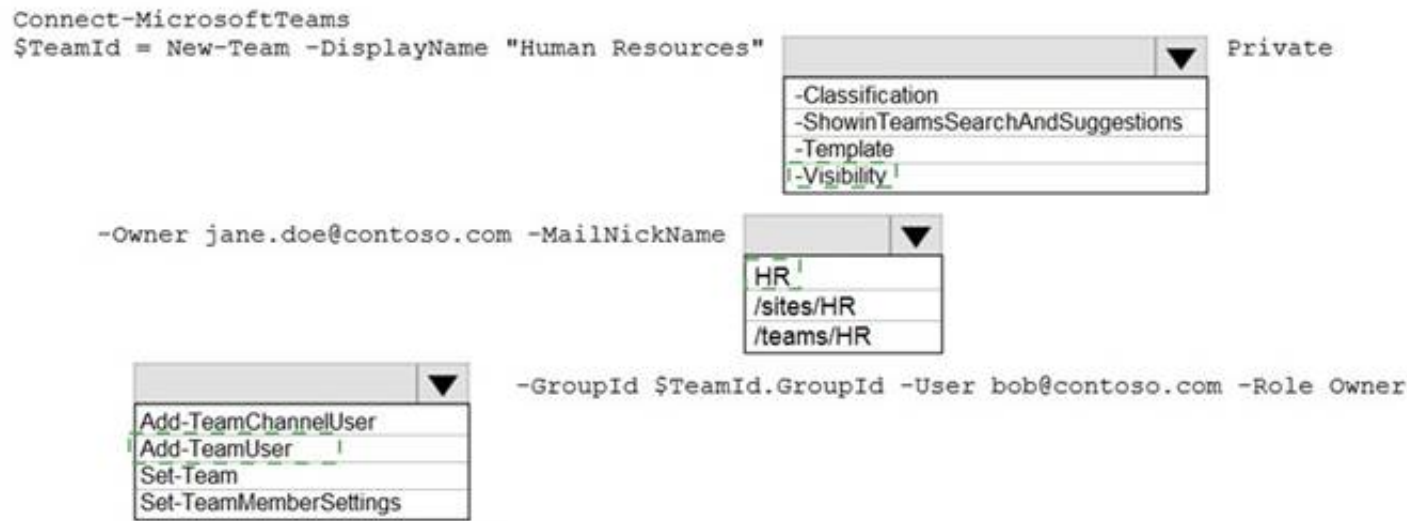 Connect-MicrosoftTeams
$TeamId = New-Team -DisplayName "Human Resources" Private
-Classification
-ShowinTeamsSearchAndSuggestions
-Template
-Visibility
-Owner jane.doe@contoso.com -MailNickName
HR
/sites/HR
/teams/HR
-GroupId $TeamId.GroupId -User bob@contoso.com -Role Owner
Add-TeamChannelUser
Add-TeamUser
Set-Team
Set-TeamMemberSettings